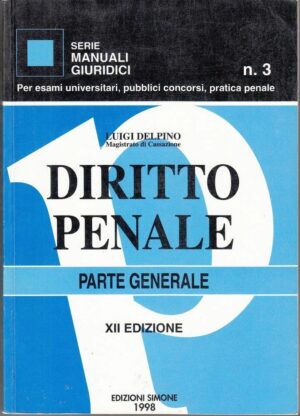 SERIE
MANUALI
GIURIDICI
n. 3
Per esami universitari, pubblici concorsi, pratica penale
LUIGI DELPINO
Magistrato di Cassazione
DIRITTO
PENALE
PARTE GENERALE
XII EDIZIONE
EDIZIONI SIMONE
1998